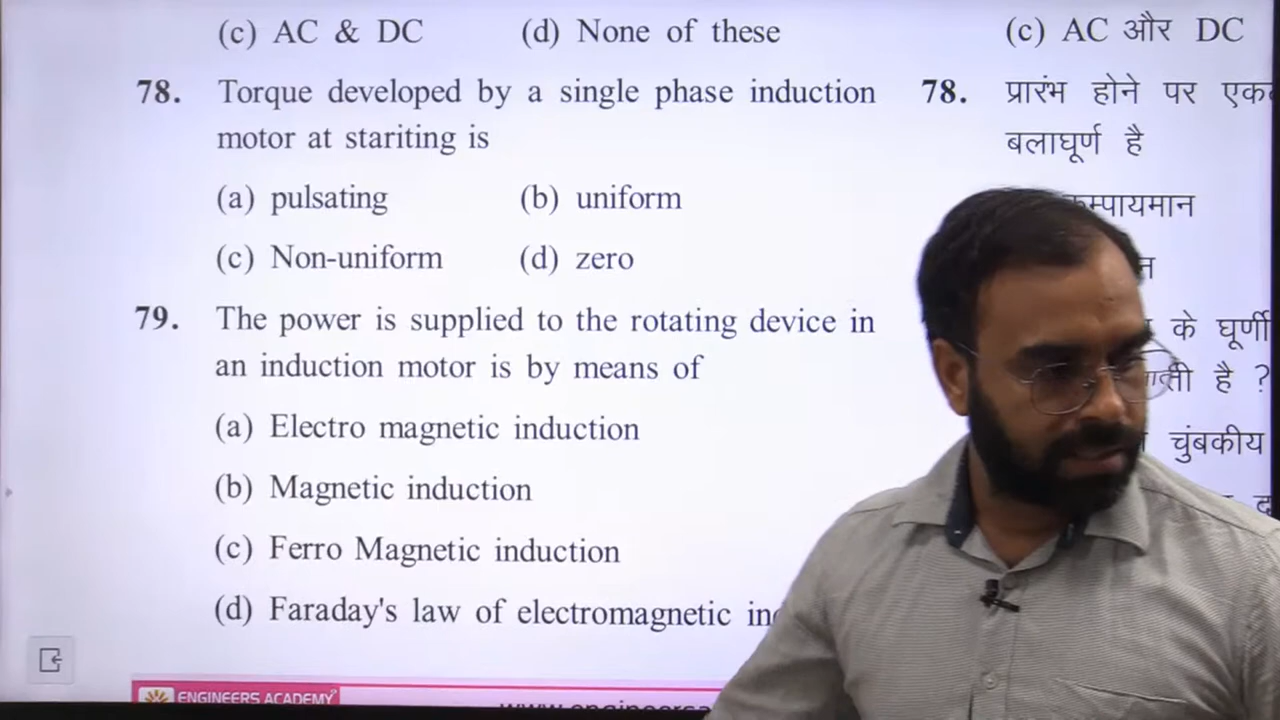 (c) AC & DC (d) None of these
78. Torque developed by a single phase induction
motor at stariting is
(a) pulsating (b) uniform
(c) Non-uniform (d) zero
79. The power is supplied to the rotating device in
an induction motor is by means of
(a) Electro magnetic induction
(b) Magnetic induction
(c) Ferro Magnetic induction
(d) Faraday's law of electromagnetic
ENGINEERS ACADEMY
(c) AC और DC
78. प्रारंभ होने पर
बलाघूर्ण है
के घूर्णी
है ?
चुंबकीय